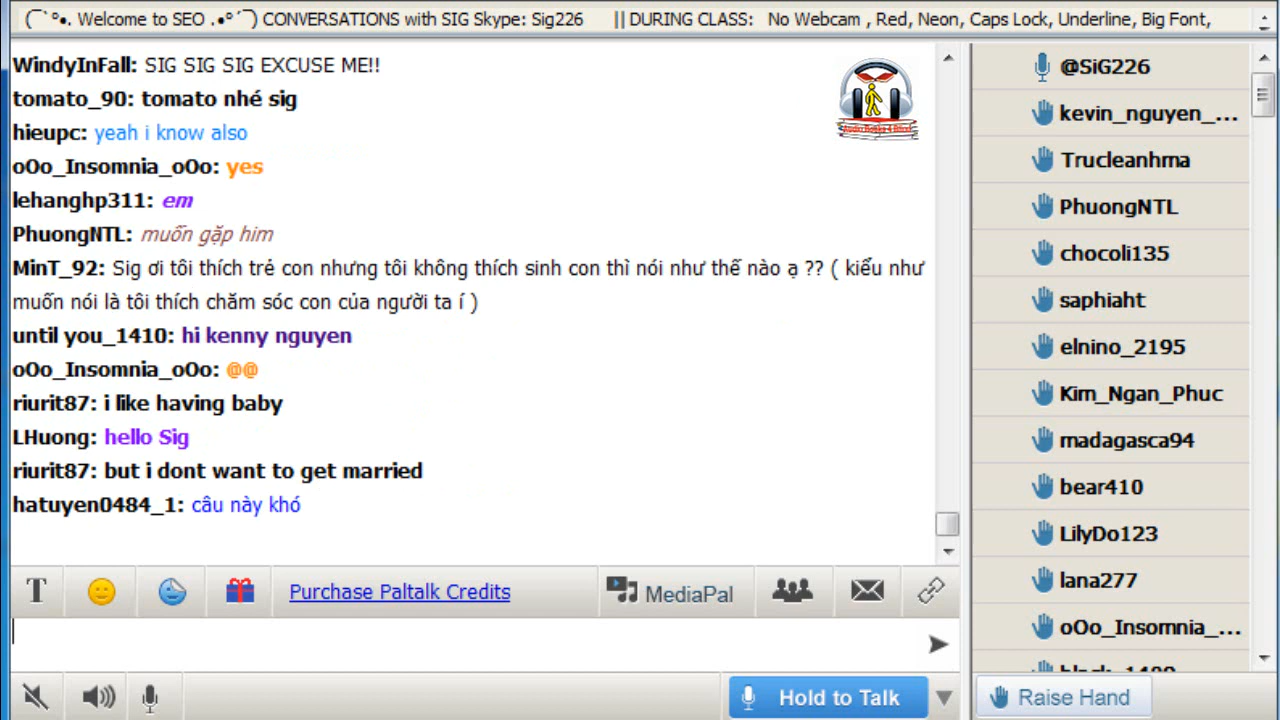 (¯`°•. Welcome to SEO .•°´¯) CONVERSATIONS with SIG Skype: Sig226 || DURING CLASS: No Webcam , Red, Neon, Caps Lock, Underline, Big Font,
WindyInFall: SIG SIG SIG EXCUSE ME!!
tomato_90: tomato nhé sig
hieupc: yeah i know also
oOo_Insomnia_oOo: yes
lehanghp311: em
PhuongNTL: muốn gặp him
MinT_92: Sig ơi tôi thích trẻ con nhưng tôi không thích sinh con thì nói như thế nào ạ ?? ( kiểu như
muốn nói là tôi thích chăm sóc con của người ta í )
until you_1410: hi kenny nguyen
oOo_Insomnia_oOo: @@
riurit87: i like having baby
LHuong: hello Sig
riurit87: but i dont want to get married
hatuyen0484_1: câu này khó
T
Purchase Paltalk Credits
MediaPal
Hold to Talk
@SiG226
kevin_nguyen_...
Trucleanhma
PhuongNTL
chocoli135
saphiaht
elnino_2195
Kim_Ngan_Phuc
madagasca94
bear410
LilyDo123
lana277
oOo_Insomnia_...
Raise Hand